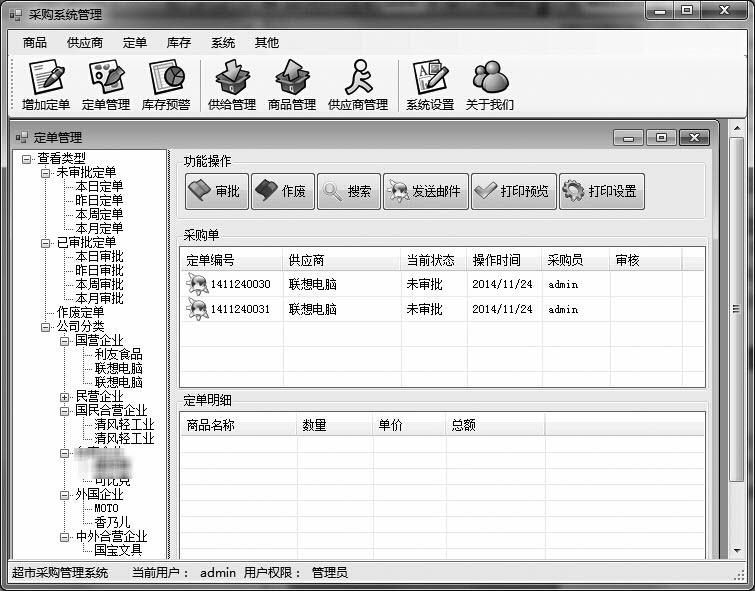 采购系统管理
商品 供应商 定单 库存 系统 其他
增加定单 定单管理 库存预警 供给管理 商品管理 供应商管理 系统设置 关于我们
定单管理
查看类型
未审批定单
本日定单
昨日定单
本周定单
本月定单
已审批定单
本日审批
昨日审批
本周审批
本月审批
作废定单
公司分类
国营企业
利友食品
联想电脑
联想电脑
民营企业
国民合营企业
清风轻工业
清风轻工业
可比克
外国企业
MOTO
香乃儿
中外合营企业
国宝文具
功能操作
审批 作废 搜索 发送邮件 打印预览 打印设置
采购单
定单编号 供应商 当前状态 操作时间 采购员 审核
1411240030 联想电脑 未审批 2014/11/24 admin
1411240031 联想电脑 未审批 2014/11/24 admin
定单明细
商品名称 数量 单价 总额
超市采购管理系统 当前用户： admin 用户权限： 管理员